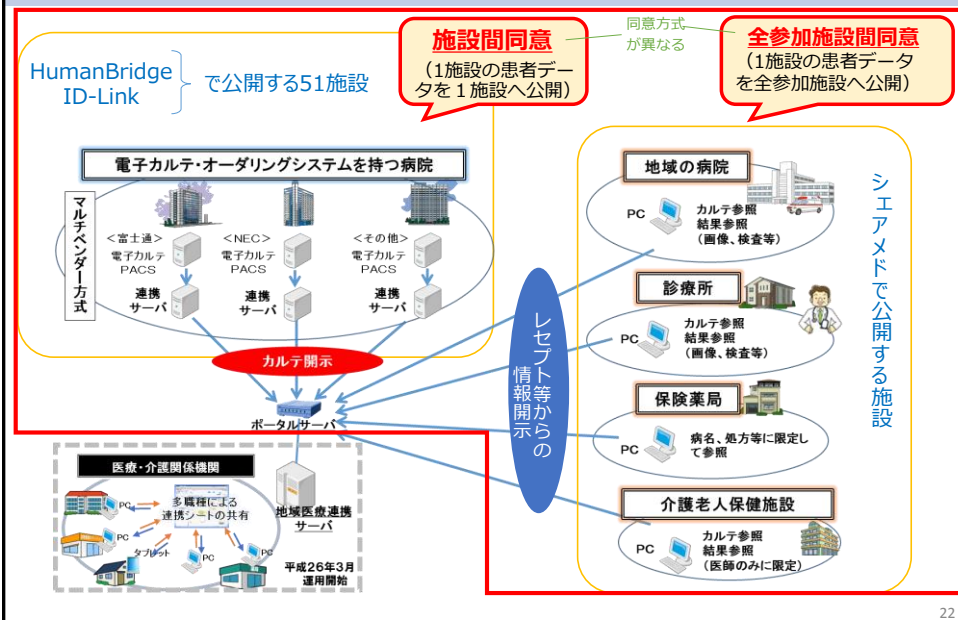 施設間同意
（1施設の患者デー
タを１施設へ公開）
同意方式
が異なる
全参加施設間同意
（1施設の患者データ
を全参加施設へ公開）
HumanBridge
ID-Link
で公開する51施設
電子カルテ・オーダリングシステムを持つ病院
マルチベンダー方式
＜富士通＞
電子カルテ
PACS
連携
サーバ
＜NEC＞
電子カルテ
PACS
連携
サーバ
＜その他＞
電子カルテ
PACS
連携
サーバ
カルテ開示
ポータルサーバ
レセプト等からの
情報開示
シェアメドで公開する施設
地域の病院
PC
カルテ参照
結果参照
（画像、検査等）
診療所
PC
カルテ参照
結果参照
（画像、検査等）
保険薬局
PC
病名、処方等に限定し
て参照
介護老人保健施設
PC
カルテ参照
結果参照
（医師のみに限定）
医療・介護関係機関
多職種による
連携シートの共有
PC
PC
タブレット
PC
PC
地域医療連携
サーバ
平成26年3月
運用開始
22